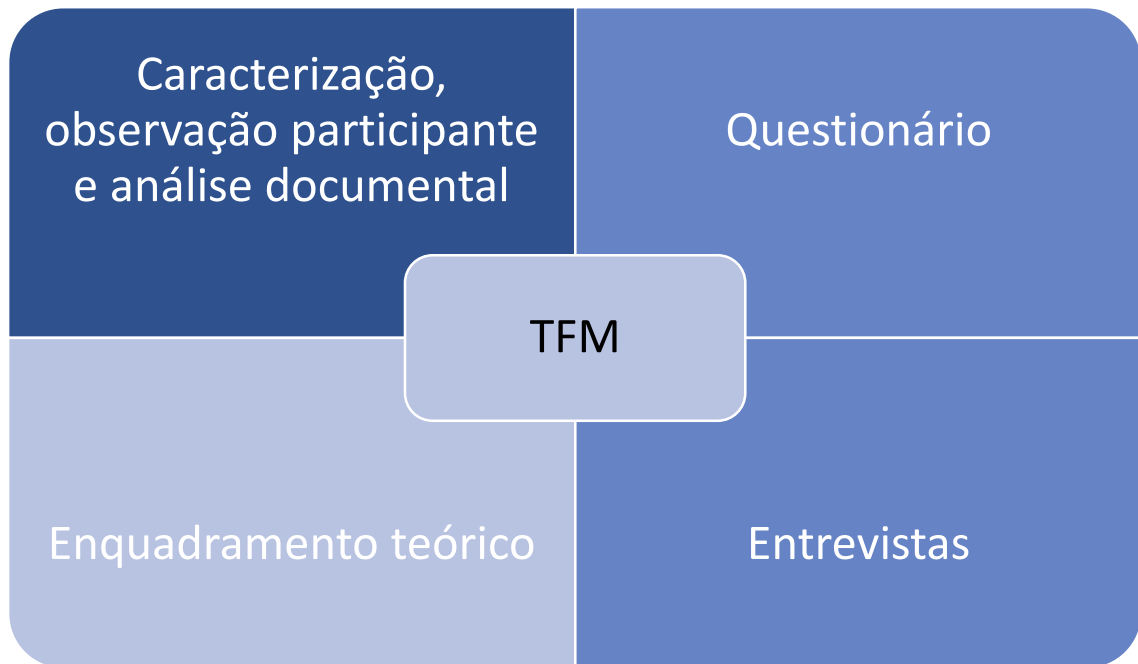 Caracterização,
observação participante
e análise documental
Questionário
TFM
Enquadramento teórico
Entrevistas